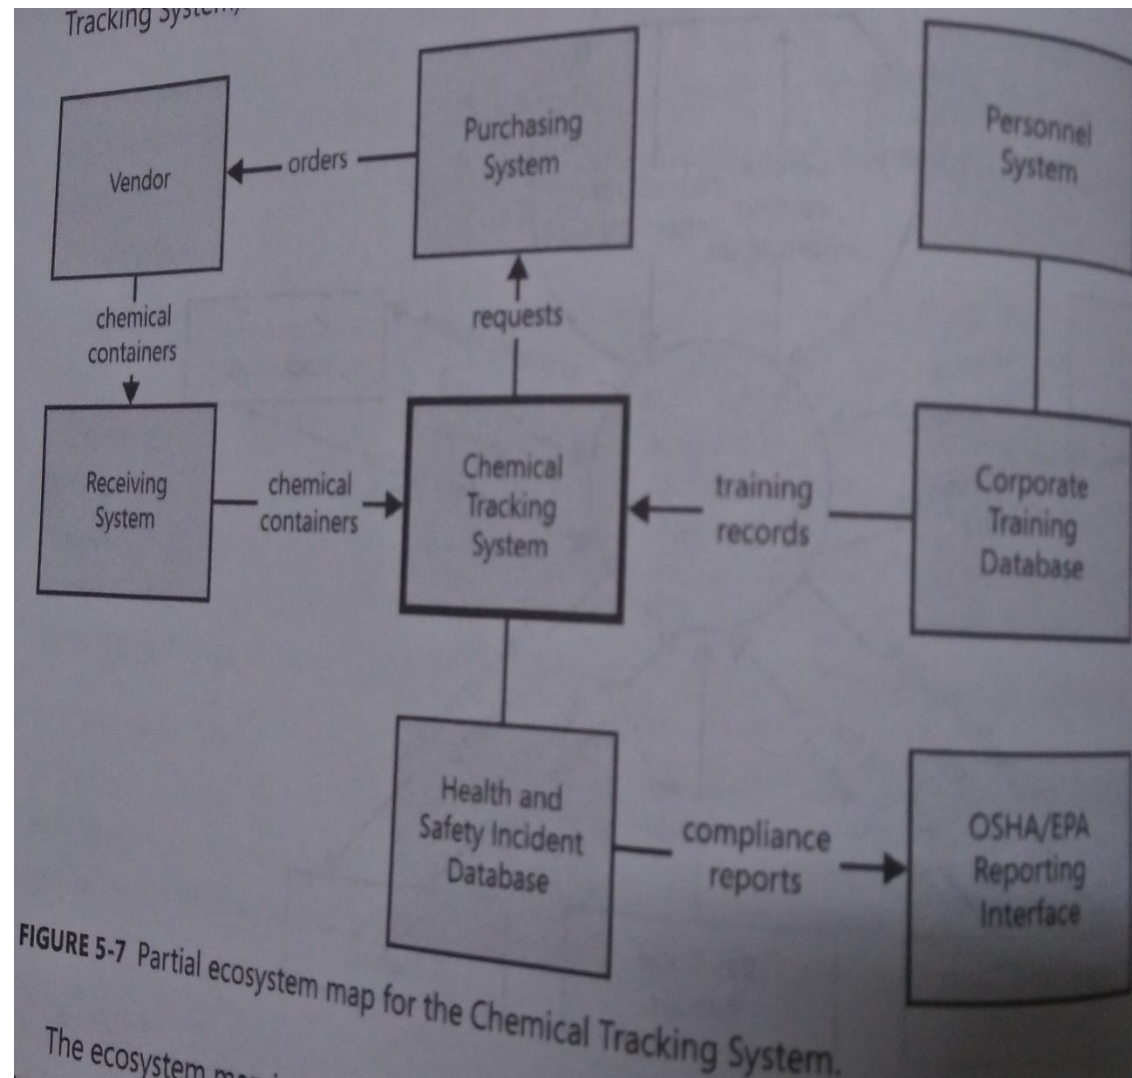 Tracking System,
Vendor
orders
Purchasing
System
Personnel
System
chemical
containers
requests
Receiving
System
chemical
containers
Chemical
Tracking
System
training
records
Corporate
Training
Database
Health and
Safety Incident
Database
compliance
reports
OSHA/EPA
Reporting
Interface
FIGURE 5-7 Partial ecosystem map for the Chemical Tracking System.
The ecosystem